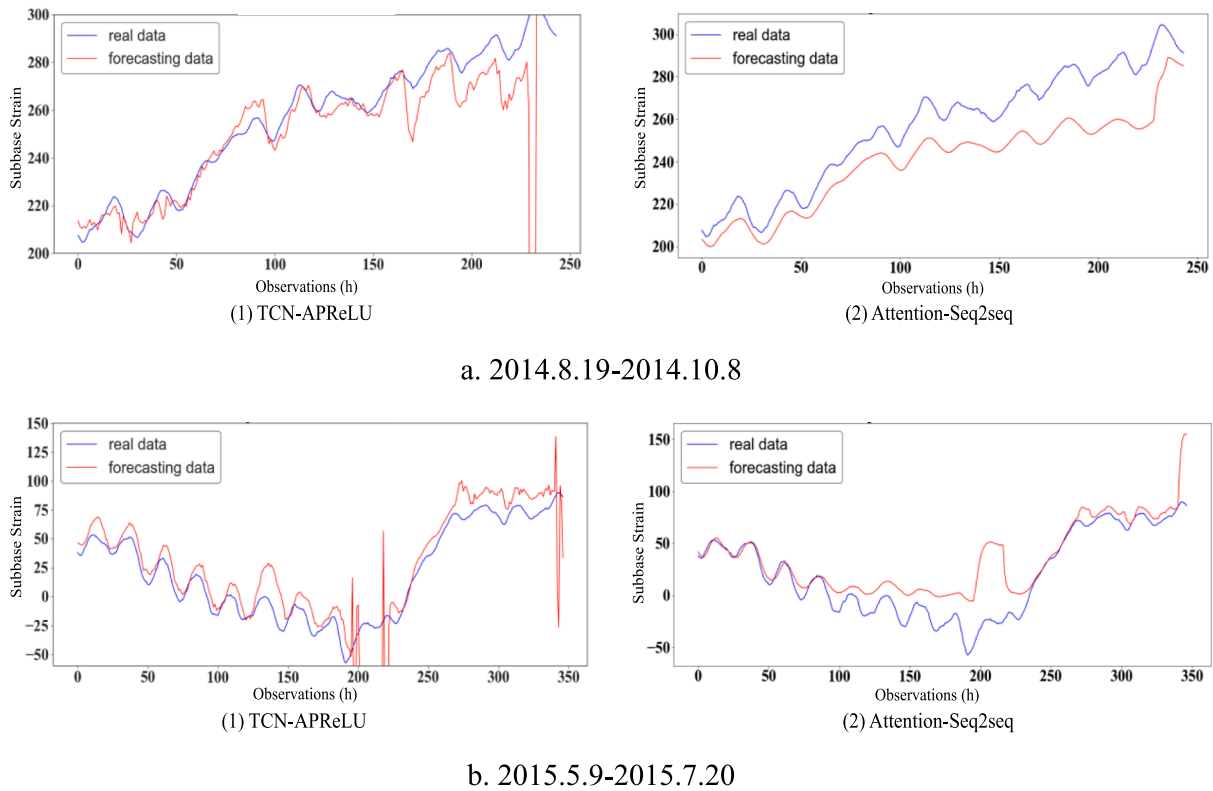 300
280
260
240
220
200
Subbase Strain
real data
forecasting data
0 50 100 150 200 250
Observations (h)
(1) TCN-APReLU
300
280
260
240
220
200
Subbase Strain
real data
forecasting data
0 50 100 150 200 250
Observations (h)
(2) Attention-Seq2seq
a. 2014.8.19-2014.10.8
150
125
100
75
50
25
0
−25
−50
Subbase Strain
real data
forecasting data
0 50 100 150 200 250 300 350
Observations (h)
(1) TCN-APReLU
150
100
50
0
−50
Subbase Strain
real data
forecasting data
0 50 100 150 200 250 300 350
Observations (h)
(2) Attention-Seq2seq
b. 2015.5.9-2015.7.20